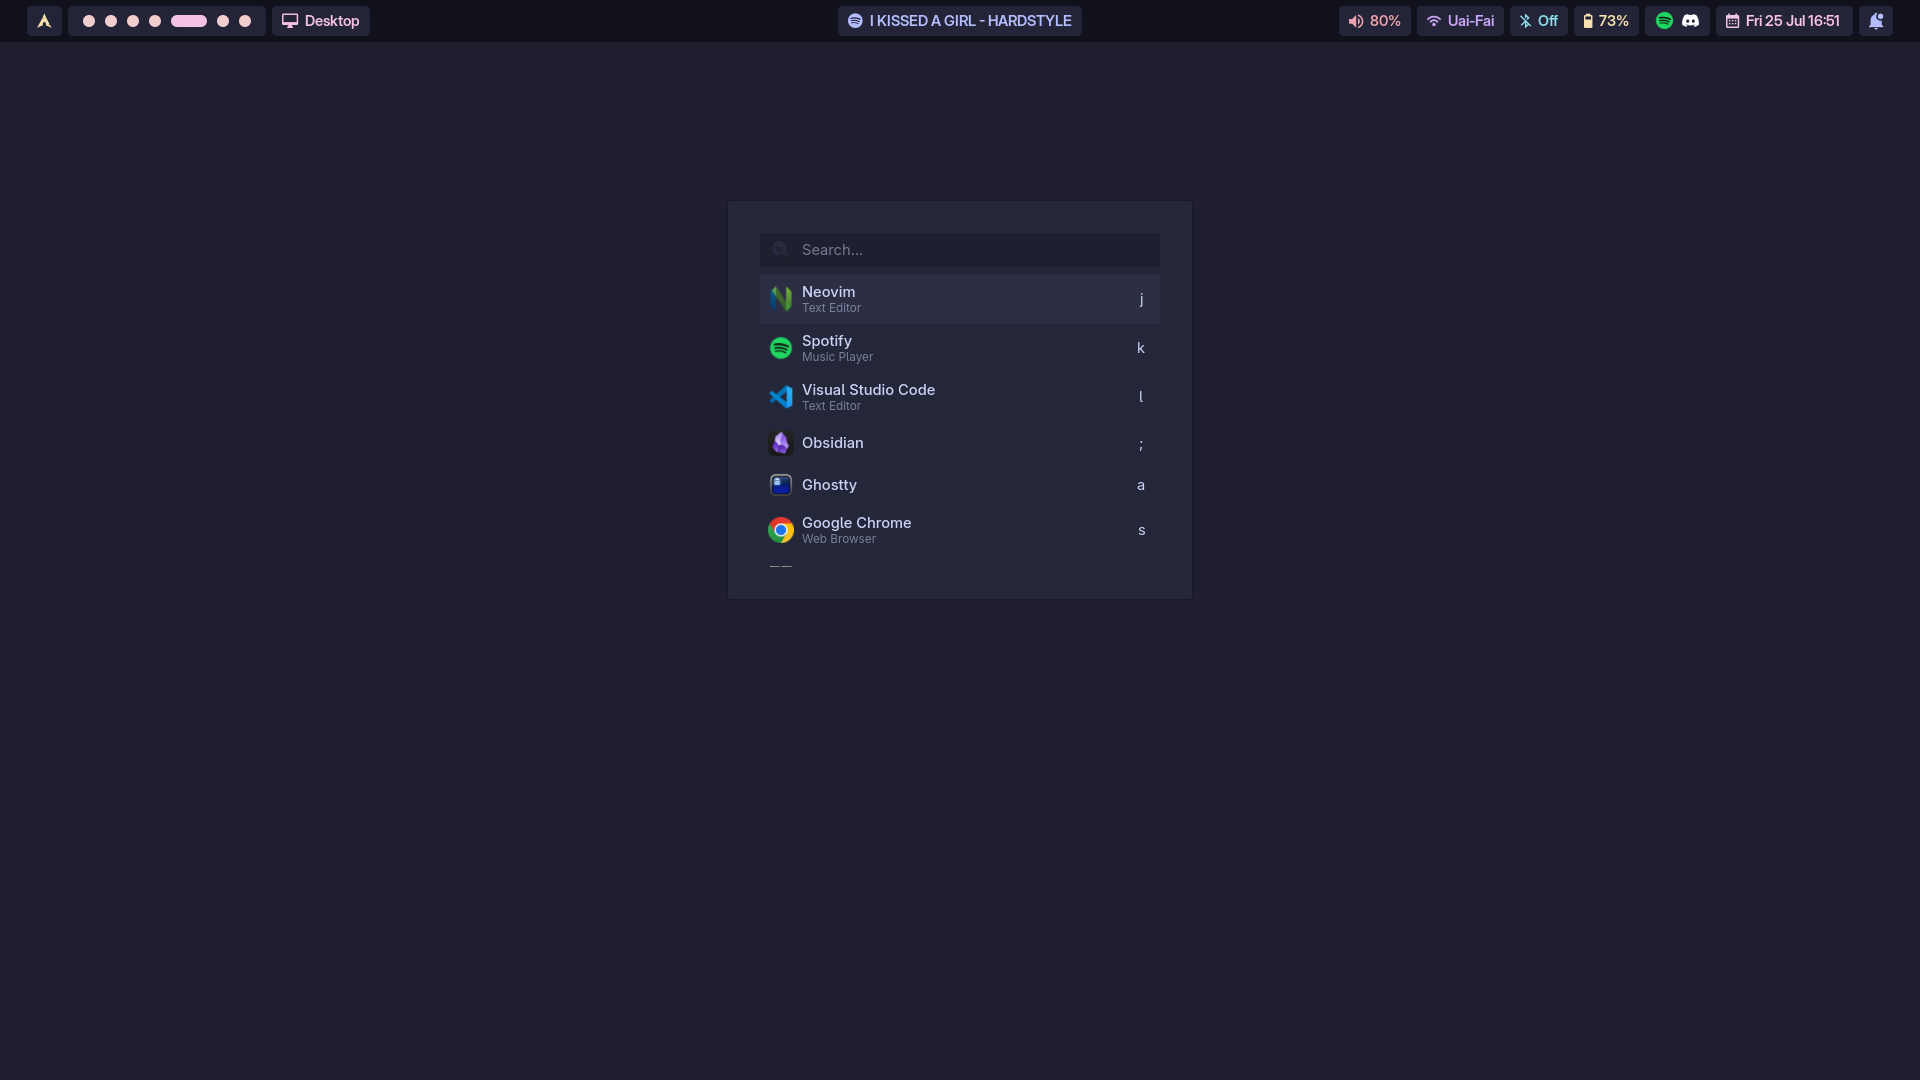 Desktop
I KISSED A GIRL - HARDSTYLE
80%
Uai-Fai
Off
73%
Fri 25 Jul 16:51
Search...
Neovim
Text Editor
j
Spotify
Music Player
k
Visual Studio Code
Text Editor
l
Obsidian
;
Ghostty
a
Google Chrome
Web Browser
s